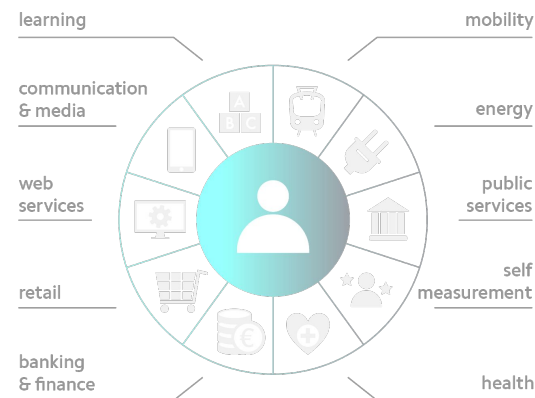 learning
mobility
communication
& media
energy
web
services
public
services
retail
self
measurement
banking
& finance
health
A
B C
€